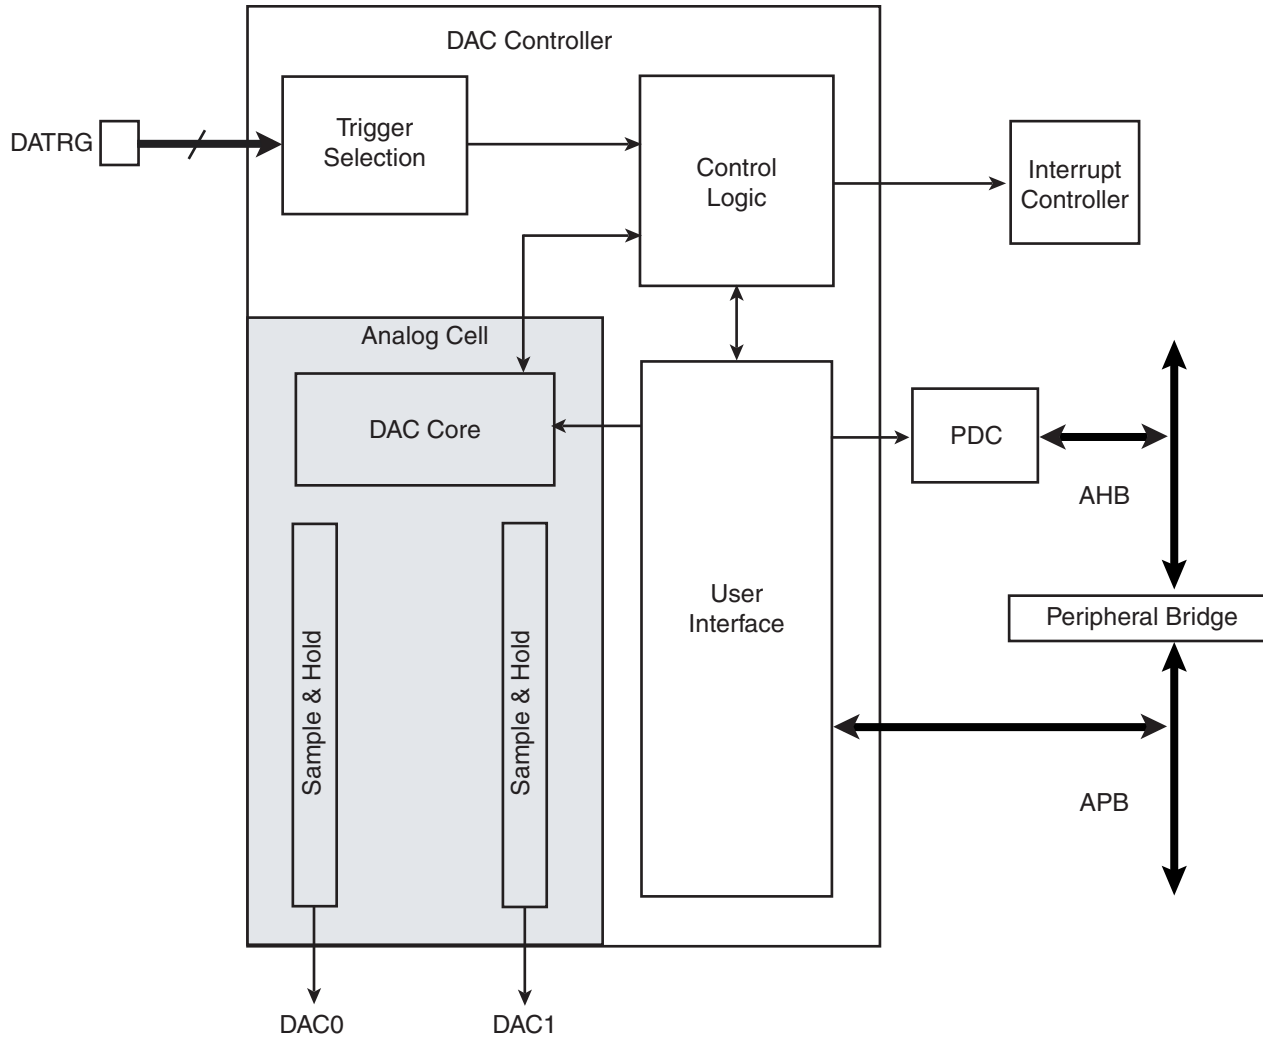 DAC Controller
DATRG
Trigger
Selection
Control
Logic
Interrupt
Controller
Analog Cell
DAC Core
PDC
AHB
User
Interface
Peripheral Bridge
Sample & Hold
Sample & Hold
APB
DAC0
DAC1